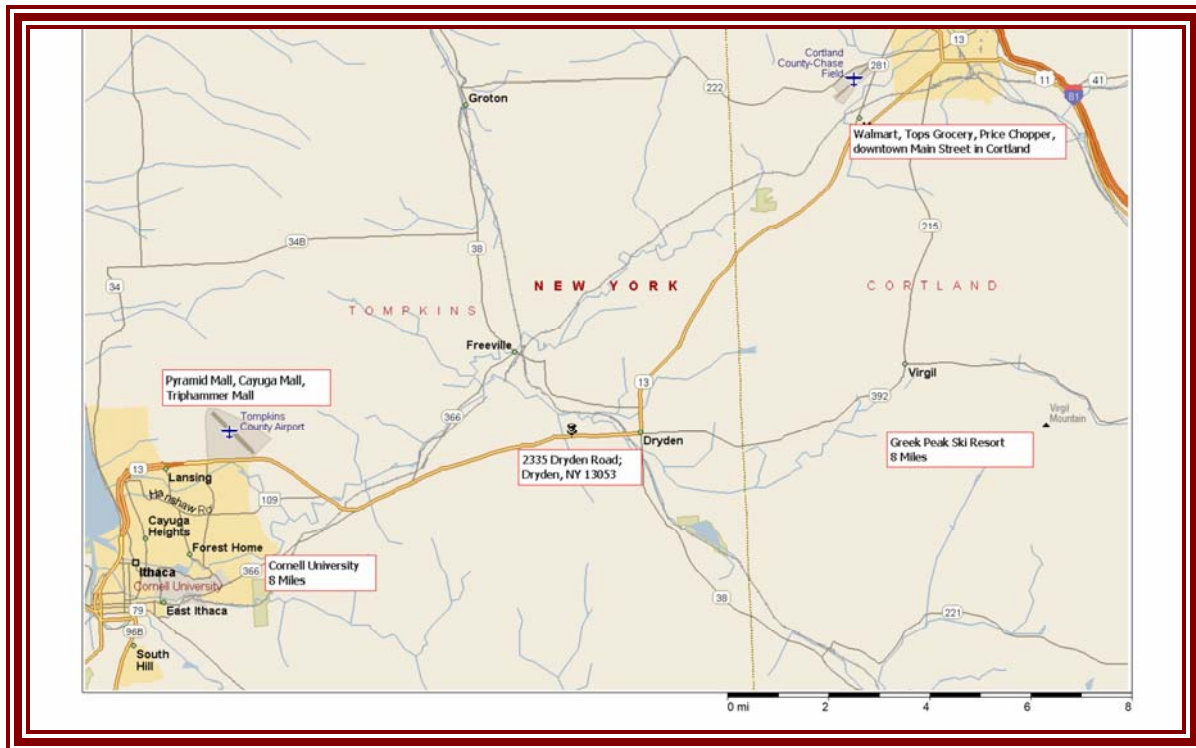 13
Cortland
County-Chase
Field
281
11
41
81
222
Groton
Walmart, Tops Grocery, Price Chopper,
downtown Main Street in Cortland
34B
38
215
34
NEW YORK
CORTLAND
TOMPKINS
Freeville
Virgil
Pyramid Mall, Cayuga Mall,
Triphammer Mall
13
392
366
Virgil
Mountain
Tompkins
County Airport
Dryden
Greek Peak Ski Resort
8 Miles
2335 Dryden Road;
Dryden, NY 13053
13
Lansing
Hanshaw Rd
109
Cayuga
Heights
Forest Home
Cornell University
8 Miles
366
Ithaca
Cornell University
East Ithaca
79
38
221
96B
South
Hill
0 mi 2 4 6 8